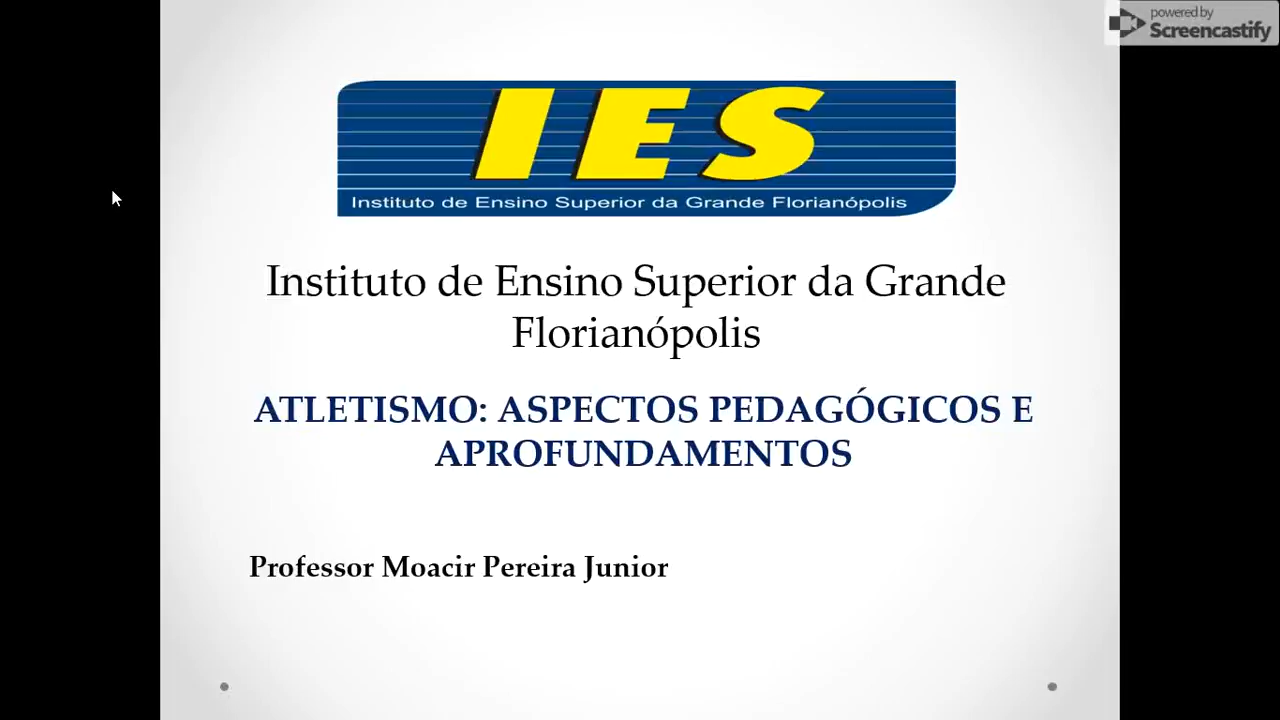 powered by
Screencastify
IES
Instituto de Ensino Superior da Grande Florianópolis
Instituto de Ensino Superior da Grande
Florianópolis
ATLETISMO: ASPECTOS PEDAGÓGICOS E
APROFUNDAMENTOS
Professor Moacir Pereira Junior